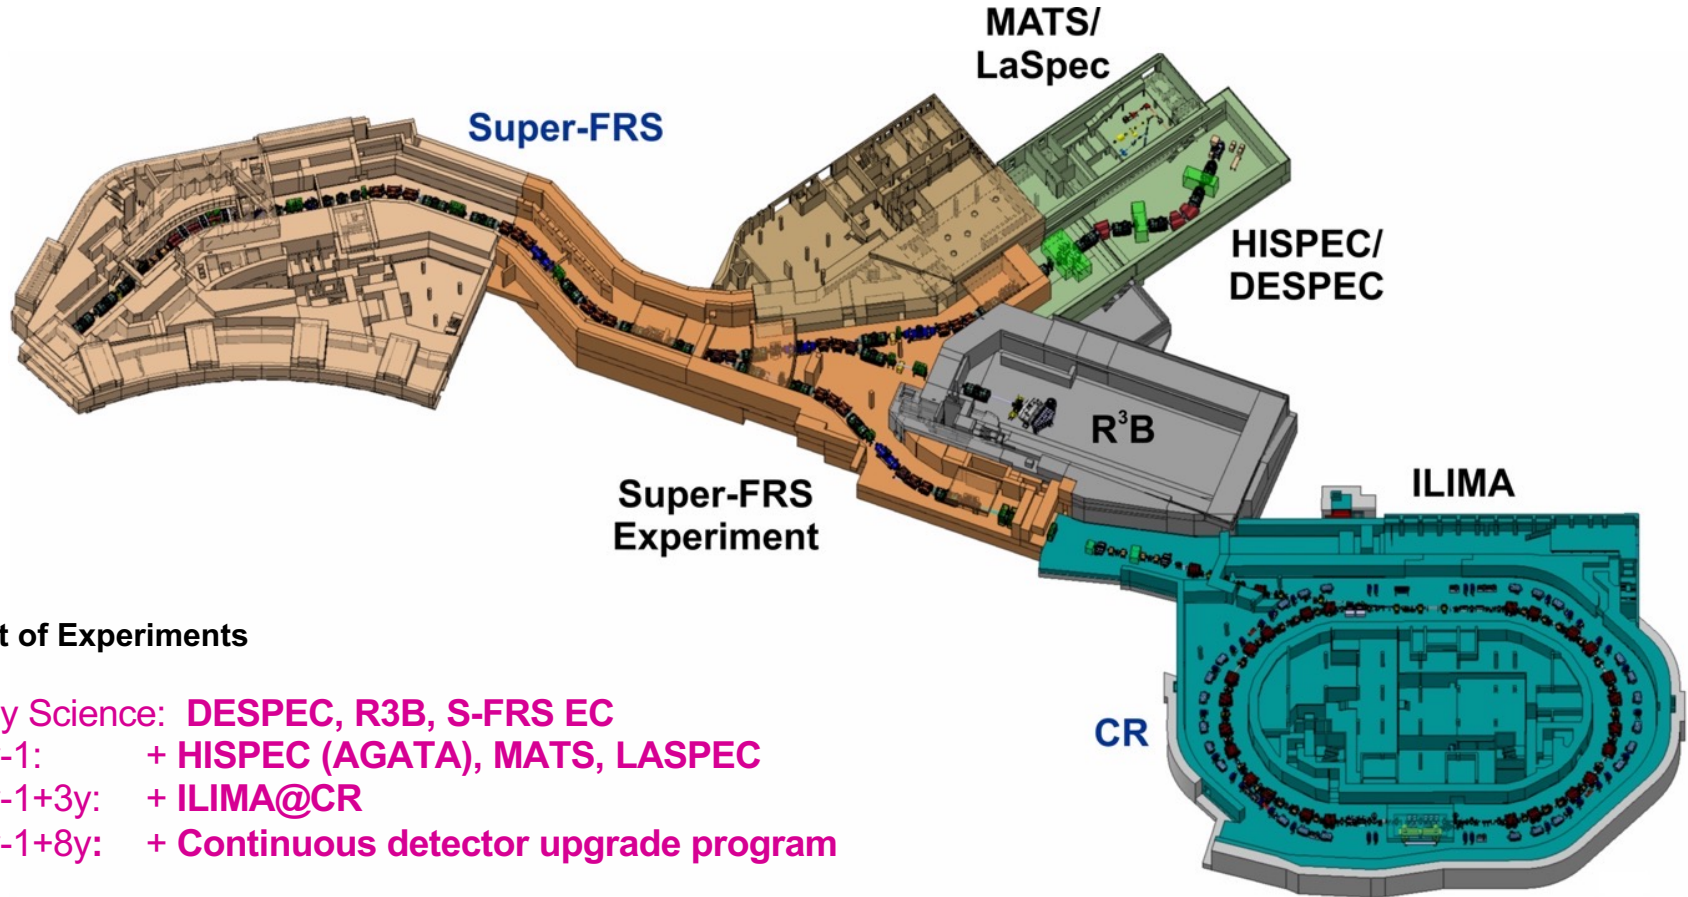 MATS/
LaSpec
Super-FRS
HISPEC/
DESPEC
R³B
Super-FRS
Experiment
ILIMA
CR
t of Experiments
y Science: DESPEC, R3B, S-FRS EC
-1: + HISPEC (AGATA), MATS, LASPEC
-1+3y: + ILIMA@CR
-1+8y: + Continuous detector upgrade program